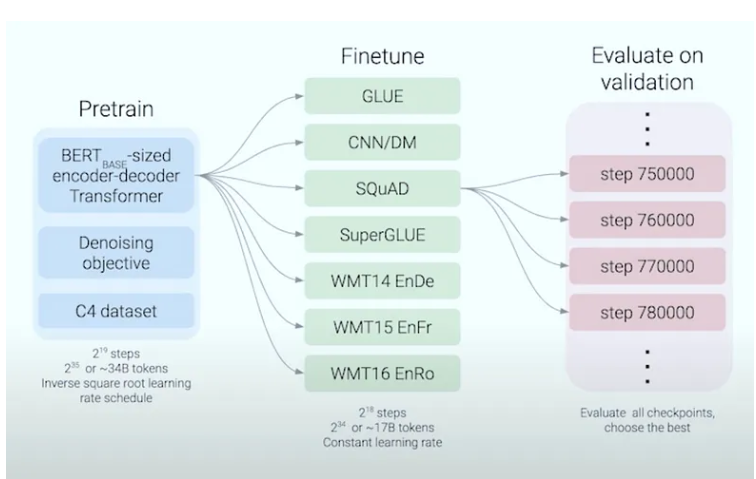 Pretrain
BERT_BASE-sized
encoder-decoder
Transformer
Denoising
objective
C4 dataset
2^19 steps
2^35 or ~34B tokens
Inverse square root learning
rate schedule
Finetune
GLUE
CNN/DM
SQuAD
SuperGLUE
WMT14 EnDe
WMT15 EnFr
WMT16 EnRo
2^18 steps
2^34 or ~17B tokens
Constant learning rate
Evaluate on
validation
step 750000
step 760000
step 770000
step 780000
Evaluate all checkpoints,
choose the best